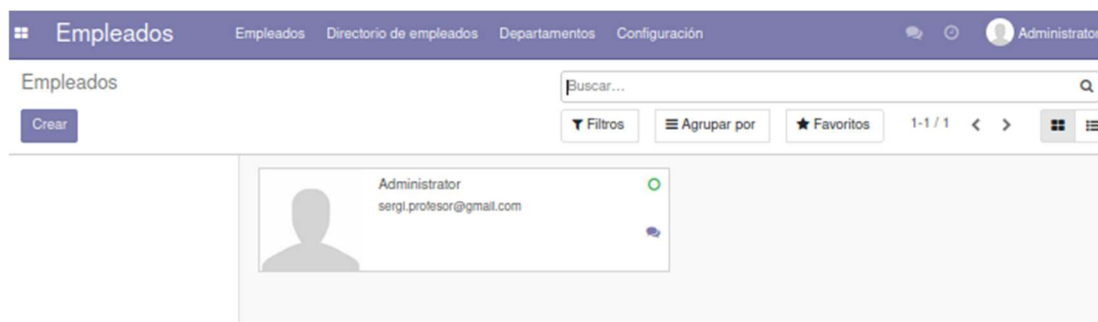 Empleados Empleados Directorio de empleados Departamentos Configuración Administrator
Empleados Buscar...
Crear Filtros Agrupar por Favoritos 1-1 / 1
Administrator
sergi.profesor@gmail.com